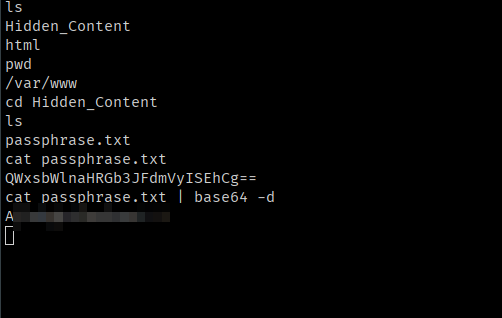 ls
Hidden_Content
html
pwd
/var/www
cd Hidden_Content
ls
passphrase.txt
cat passphrase.txt
QWxsbWlnaHRGb3JFdmVyISEhCg==
cat passphrase.txt | base64 -d
A